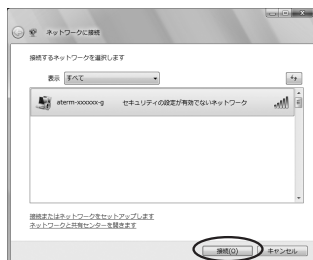 ネットワークに接続
接続するネットワークを選択します
表示 すべて
aterm-xxxxxx-g セキュリティの設定が有効でないネットワーク
接続またはネットワークをセットアップします
ネットワークと共有センターを開きます
接続(O) キャンセル